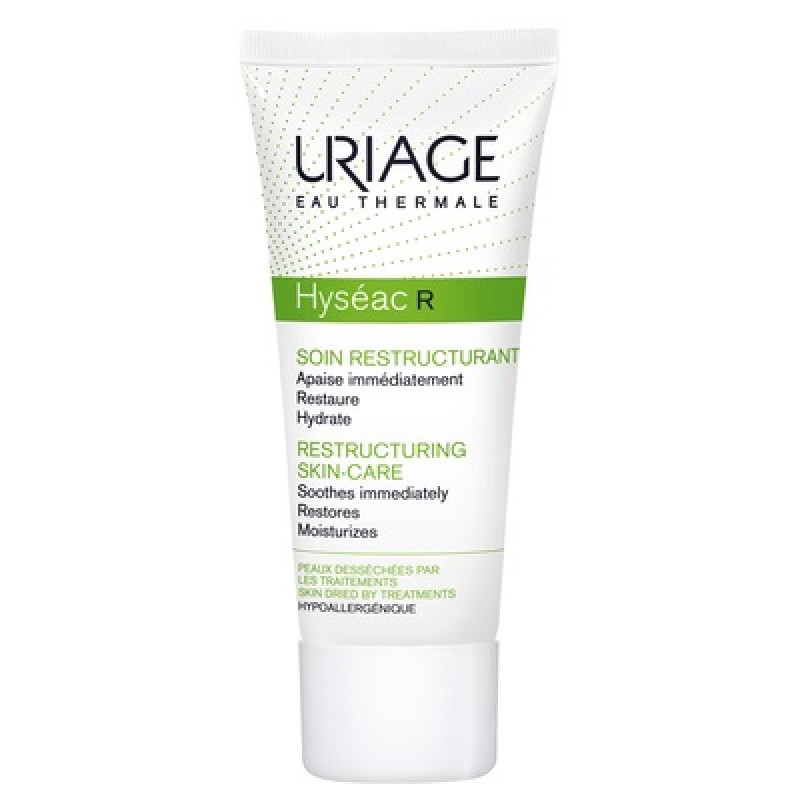 URIAGE
EAU THERMALE
Hyséac R
SOIN RESTRUCTURANT
Apaise immédiatement
Restaure
Hydrate
RESTRUCTURING
SKIN-CARE
Soothes immediately
Restores
Moisturizes
PEAUX DESSÉCHÉES PAR
LES TRAITEMENTS
SKIN DRIED BY TREATMENTS
HYPOALLERGÉNIQUE